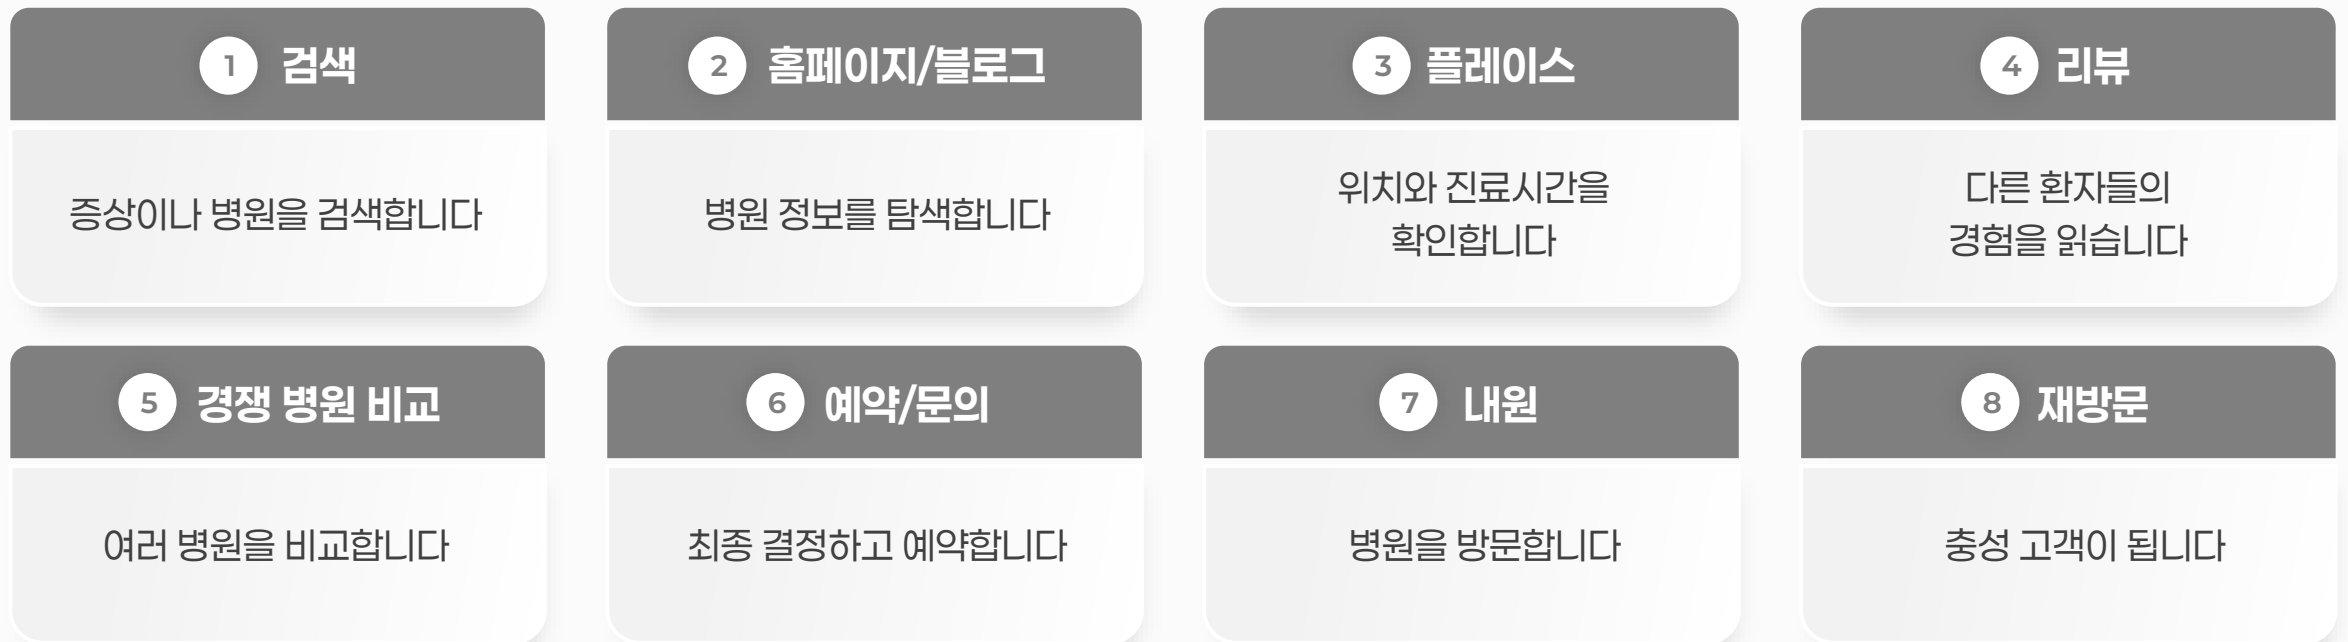 1 검색
증상이나 병원을 검색합니다
2 홈페이지/블로그
병원 정보를 탐색합니다
3 플레이스
위치와 진료시간을
확인합니다
4 리뷰
다른 환자들의
경험을 읽습니다
5 경쟁 병원 비교
여러 병원을 비교합니다
6 예약/문의
최종 결정하고 예약합니다
7 내원
병원을 방문합니다
8 재방문
충성 고객이 됩니다